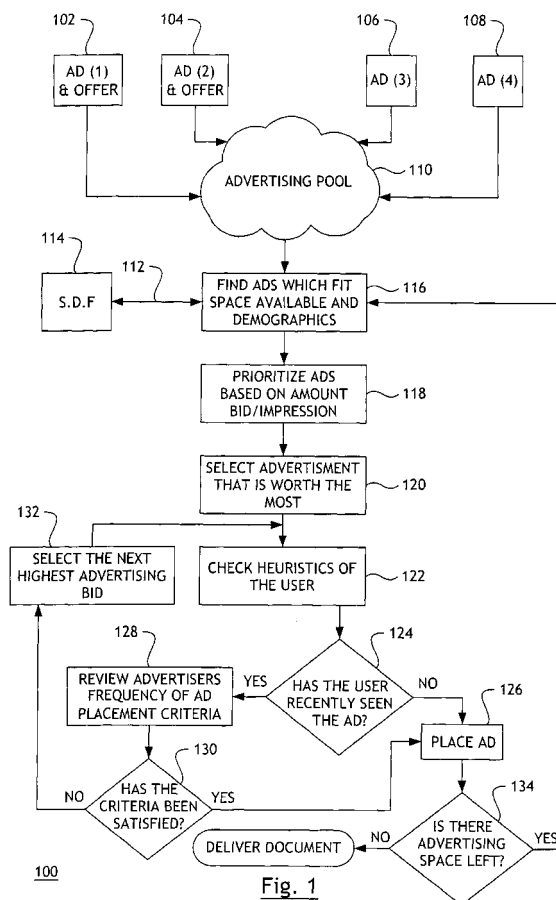 102
104
106
108
AD (1)
& OFFER
AD (2)
& OFFER
AD (3)
AD (4)
ADVERTISING POOL
110
114
112
S.D.F
FIND ADS WHICH FIT
SPACE AVAILABLE AND
DEMOGRAPHICS
116
PRIORITIZE ADS
BASED ON AMOUNT
BID/IMPRESSION
118
SELECT ADVERTISMENT
THAT IS WORTH THE
MOST
120
132
SELECT THE NEXT
HIGHEST ADVERTISING
BID
CHECK HEURISTICS OF
THE USER
122
128
REVIEW ADVERTISERS
FREQUENCY OF AD
PLACEMENT CRITERIA
YES
124
HAS THE USER
RECENTLY SEEN
THE AD?
NO
126
PLACE AD
130
NO
HAS THE
CRITERIA BEEN
SATISFIED?
YES
134
DELIVER DOCUMENT
NO
IS THERE
ADVERTISING
SPACE LEFT?
YES
100
Fig. 1